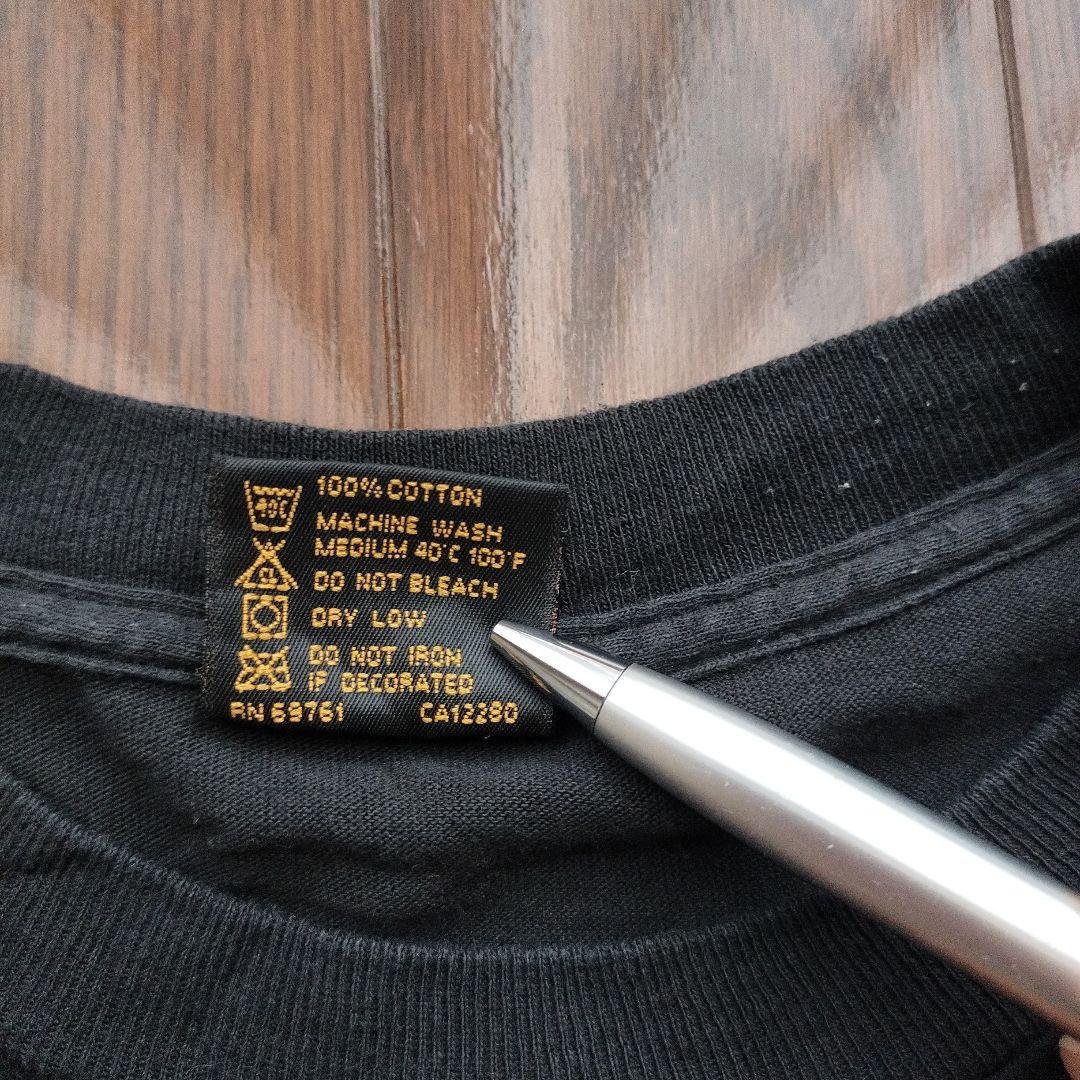 40C
100% COTTON
MACHINE WASH
MEDIUM 40°C 100°F
DO NOT BLEACH
DRY LOW
DO NOT IRON
IF DECORATED
RN 69761 CA12280